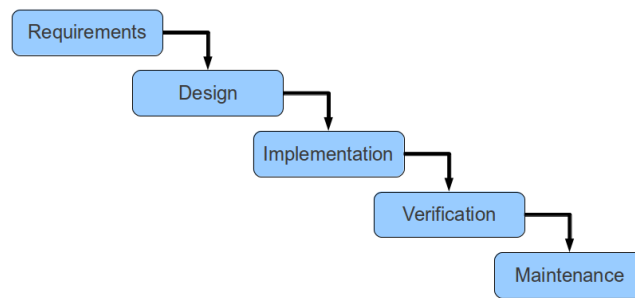 Requirements
Design
Implementation
Verification
Maintenance